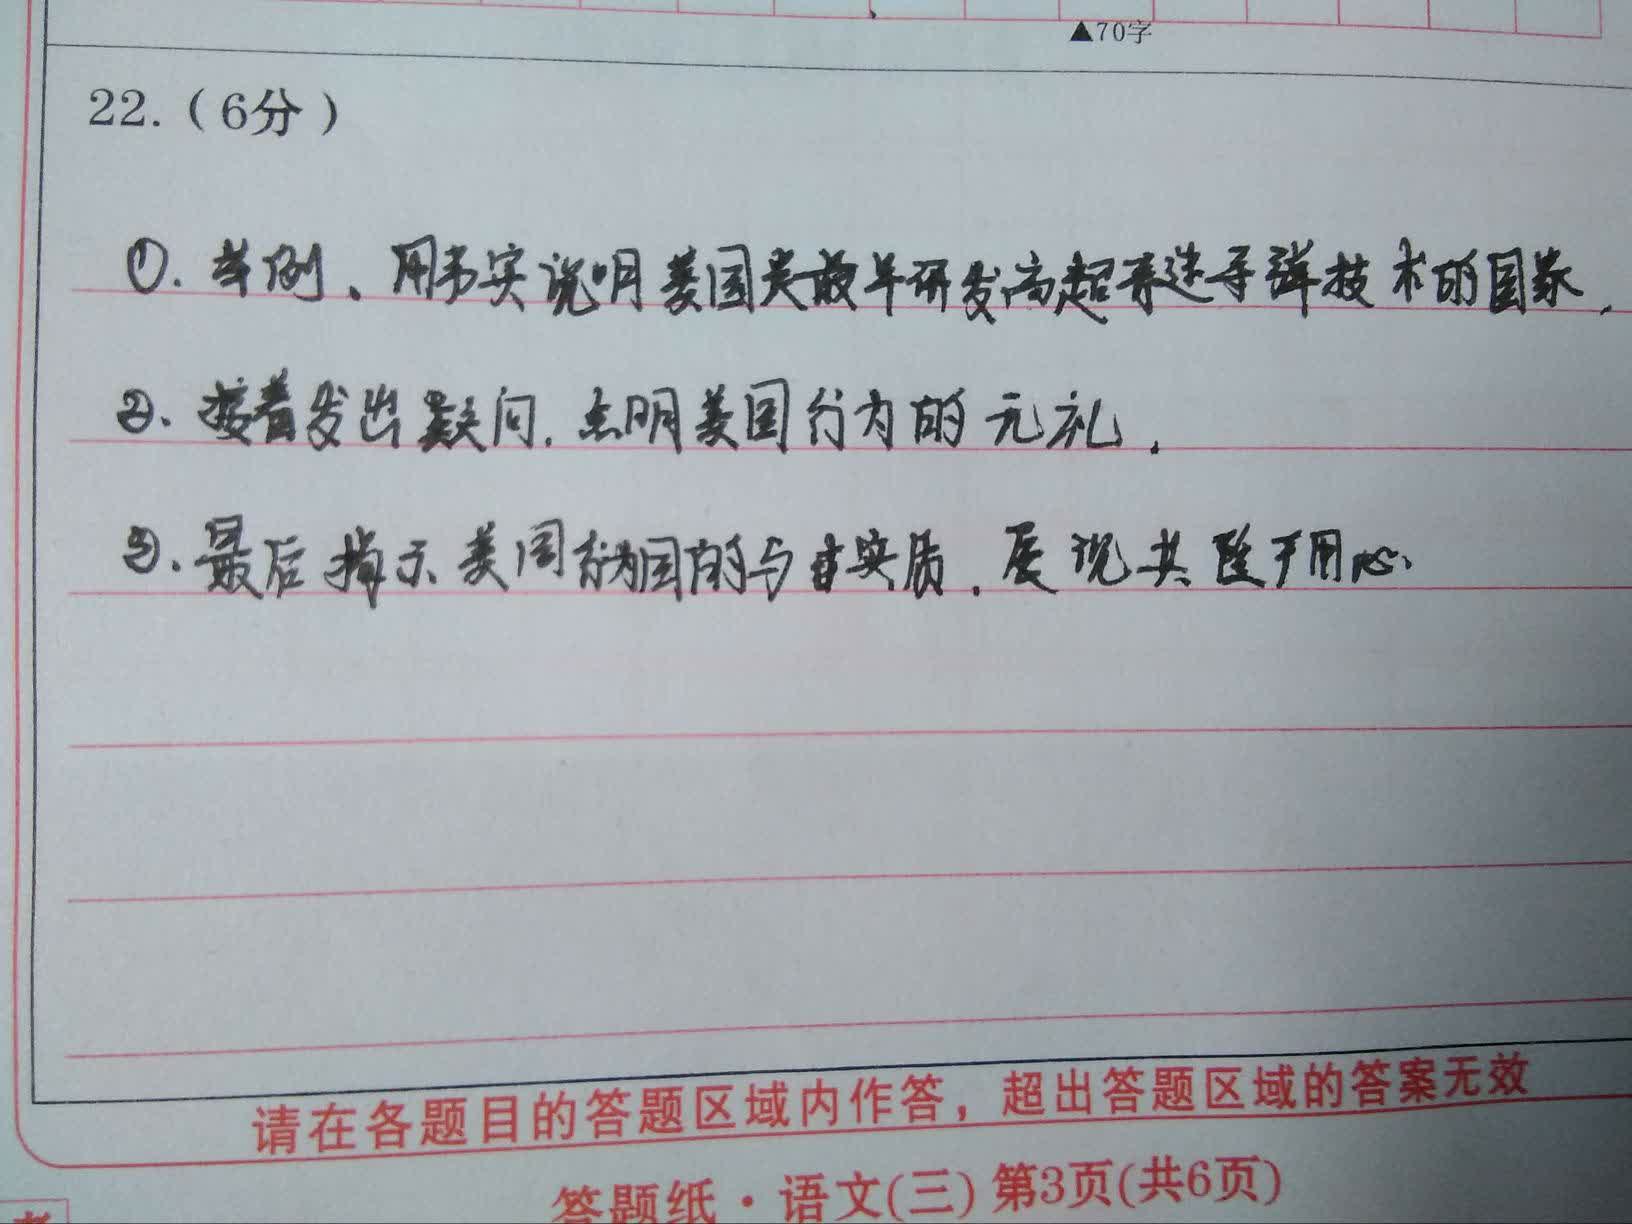 ▲70字
22.（6分）
①. 举例、用事实说明美国是最早研发高超音速导弹技术的国家.
②. 接着发出疑问. 点明美国行为的无礼.
③. 最后揭示美国行为目的与实质. 展现其险恶用心.
请在各题目的答题区域内作答，超出答题区域的答案无效
答题纸·语文(三) 第3页(共6页)